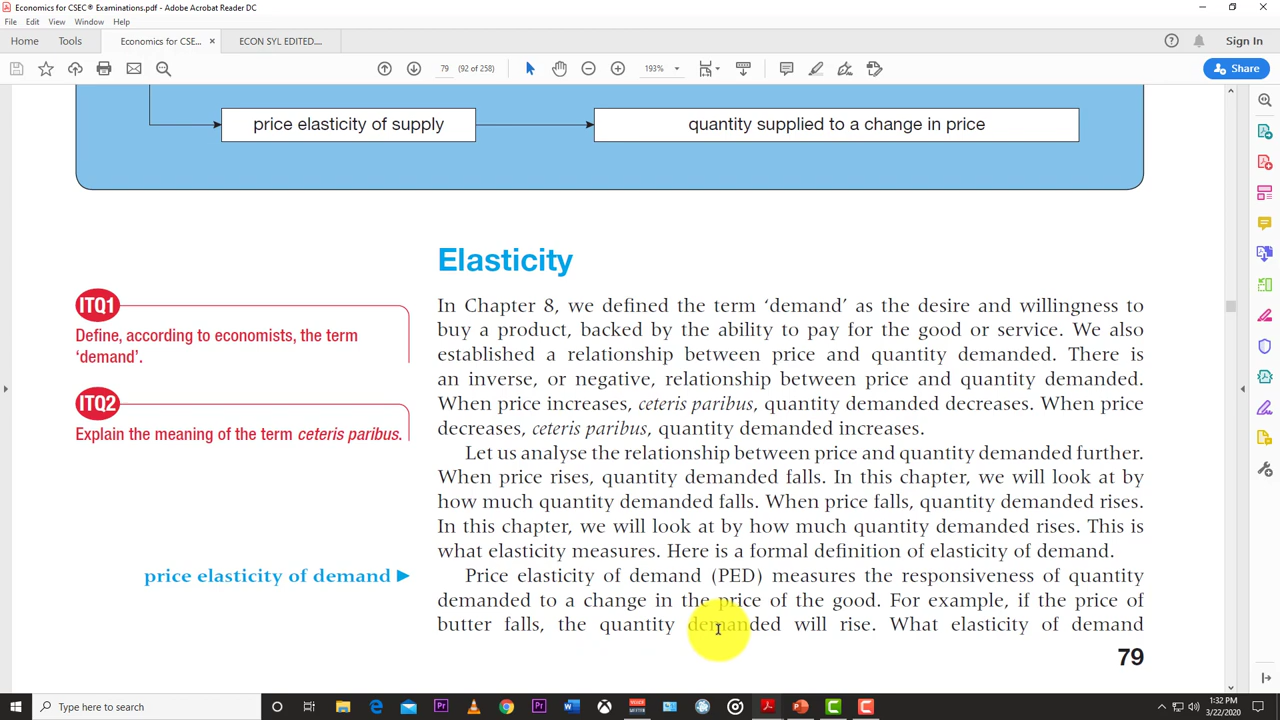 Economics for CSEC® Examinations.pdf - Adobe Acrobat Reader DC
File Edit View Window Help
Home Tools Economics for CSE... × ECON SYL EDITED.... Sign In
79 (92 of 258) 193% Share
price elasticity of supply quantity supplied to a change in price
Elasticity
ITQ1
Define, according to economists, the term
‘demand’.
ITQ2
Explain the meaning of the term ceteris paribus.
In Chapter 8, we defined the term ‘demand’ as the desire and willingness to
buy a product, backed by the ability to pay for the good or service. We also
established a relationship between price and quantity demanded. There is
an inverse, or negative, relationship between price and quantity demanded.
When price increases, ceteris paribus, quantity demanded decreases. When price
decreases, ceteris paribus, quantity demanded increases.
Let us analyse the relationship between price and quantity demanded further.
When price rises, quantity demanded falls. In this chapter, we will look at by
how much quantity demanded falls. When price falls, quantity demanded rises.
In this chapter, we will look at by how much quantity demanded rises. This is
what elasticity measures. Here is a formal definition of elasticity of demand.
price elasticity of demand ▶
Price elasticity of demand (PED) measures the responsiveness of quantity
demanded to a change in the price of the good. For example, if the price of
butter falls, the quantity demanded will rise. What elasticity of demand
79
Type here to search
1:32 PM
3/22/2020